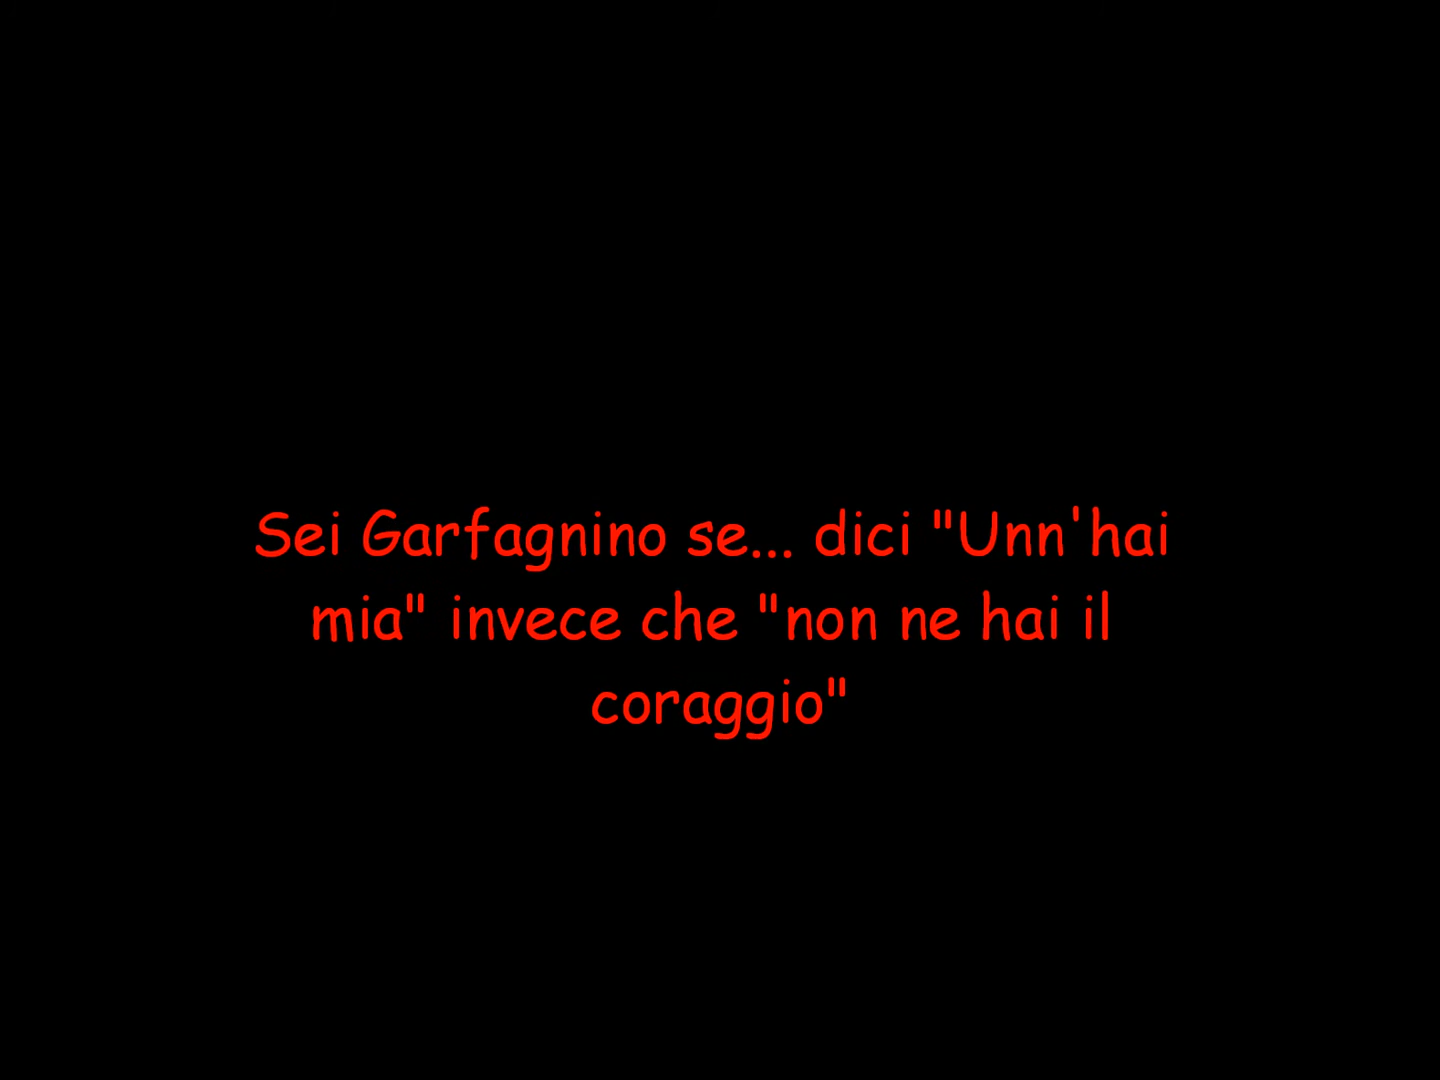 Sei Garfagnino se... dici "Unn'hai
mia" invece che "non ne hai il
coraggio"